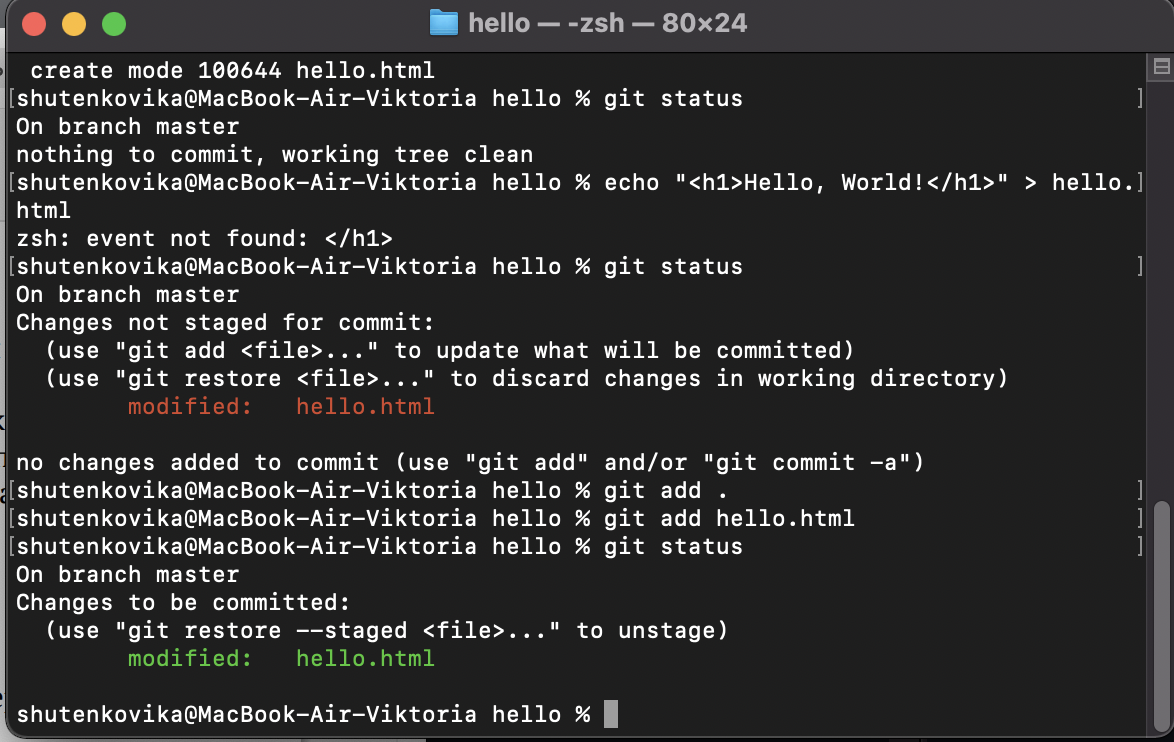 hello — -zsh — 80×24
 create mode 100644 hello.html
[shutenkovika@MacBook-Air-Viktoria hello % git status ]
On branch master
nothing to commit, working tree clean
[shutenkovika@MacBook-Air-Viktoria hello % echo "<h1>Hello, World!</h1>" > hello.]
html
zsh: event not found: </h1>
[shutenkovika@MacBook-Air-Viktoria hello % git status ]
On branch master
Changes not staged for commit:
  (use "git add <file>..." to update what will be committed)
  (use "git restore <file>..." to discard changes in working directory)
        modified:   hello.html

no changes added to commit (use "git add" and/or "git commit -a")
[shutenkovika@MacBook-Air-Viktoria hello % git add . ]
[shutenkovika@MacBook-Air-Viktoria hello % git add hello.html ]
[shutenkovika@MacBook-Air-Viktoria hello % git status ]
On branch master
Changes to be committed:
  (use "git restore --staged <file>..." to unstage)
        modified:   hello.html

shutenkovika@MacBook-Air-Viktoria hello %